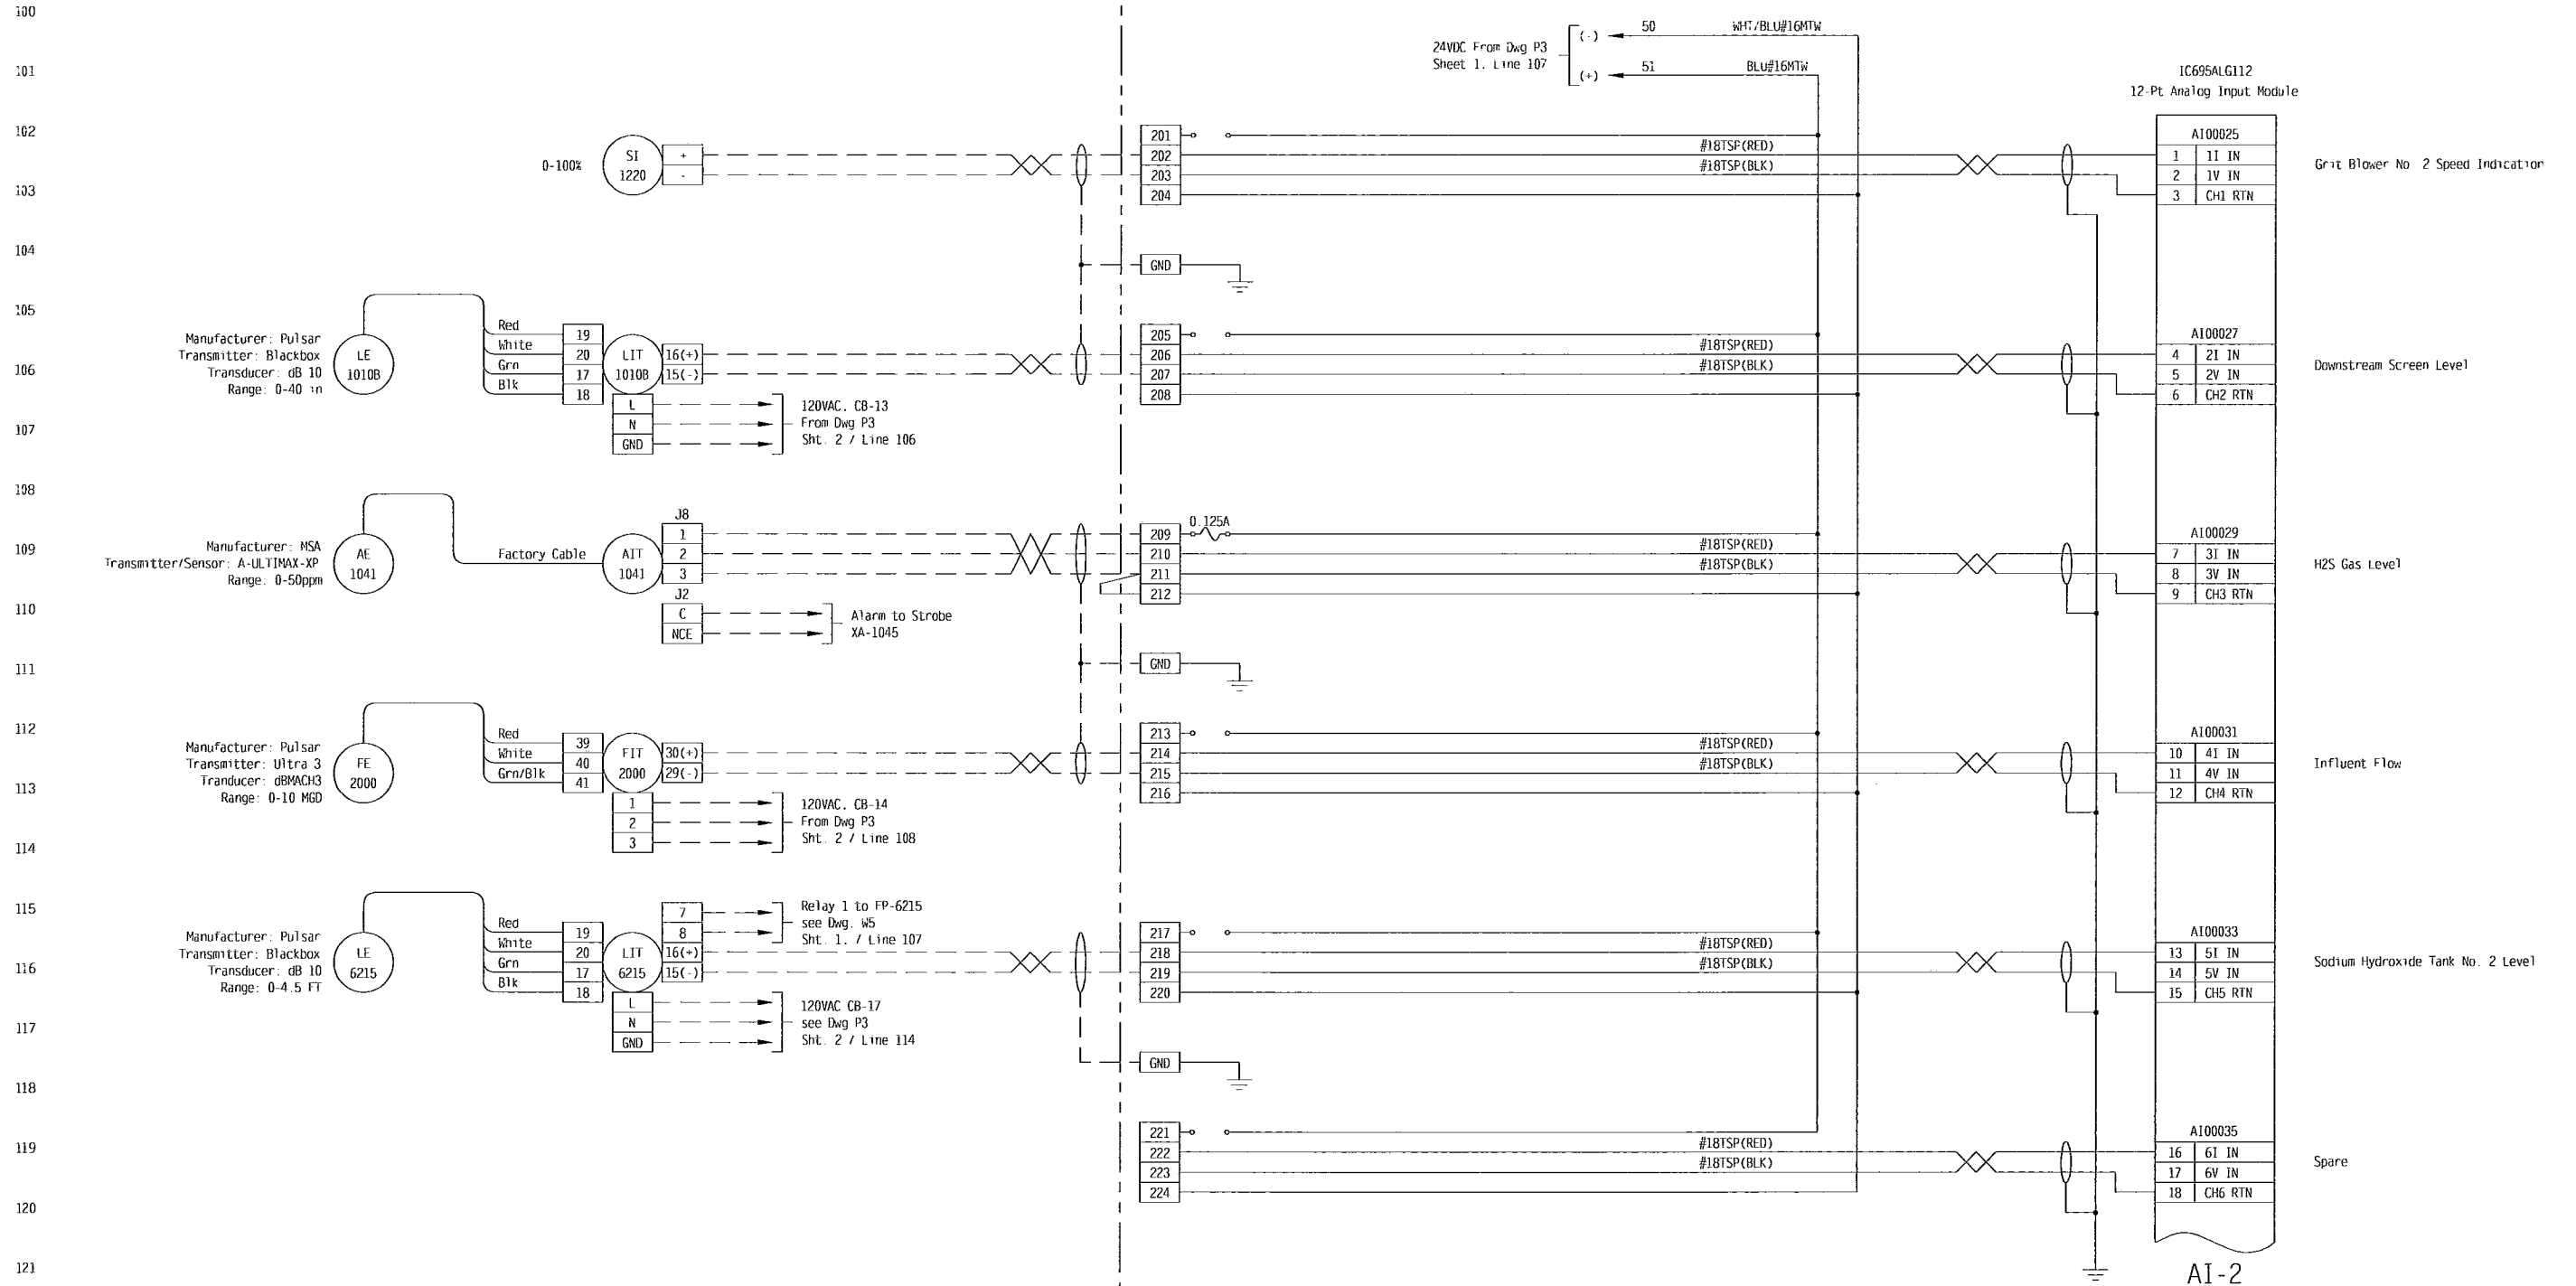 100
50
WHT/BLU#16MTW
24VDC From Dwg P3
Sheet 1. Line 107
(-)
(+)
51
BLU#16MTW
101
IC695ALG112
12-Pt Analog Input Module
102
0-100%
SI
1220
+
-
201
202
203
204
#18TSP(RED)
#18TSP(BLK)
AI00025
1 1I IN
2 1V IN
3 CH1 RTN
Grit Blower No 2 Speed Indication
103
104
GND
105
Manufacturer: Pulsar
Transmitter: Blackbox
Transducer: dB 10
Range: 0-40 in
LE
1010B
Red
White
Grn
Blk
19
20
17
18
LIT
1010B
16(+)
15(-)
205
206
207
208
#18TSP(RED)
#18TSP(BLK)
AI00027
4 2I IN
5 2V IN
6 CH2 RTN
Downstream Screen Level
106
L
N
GND
120VAC. CB-13
From Dwg P3
Sht. 2 / Line 106
107
108
Manufacturer: MSA
Transmitter/Sensor: A-ULTIMAX-XP
Range: 0-50ppm
AE
1041
Factory Cable
AIT
1041
J8
1
2
3
209
210
211
212
0.125A
#18TSP(RED)
#18TSP(BLK)
AI00029
7 3I IN
8 3V IN
9 CH3 RTN
H2S Gas Level
109
110
J2
C
NCE
Alarm to Strobe
XA-1045
111
GND
112
Manufacturer: Pulsar
Transmitter: Ultra 3
Tranducer: dBMACH3
Range: 0-10 MGD
FE
2000
Red
White
Grn/Blk
39
40
41
FIT
2000
30(+)
29(-)
213
214
215
216
#18TSP(RED)
#18TSP(BLK)
AI00031
10 4I IN
11 4V IN
12 CH4 RTN
Influent Flow
113
1
2
3
120VAC. CB-14
From Dwg P3
Sht. 2 / Line 108
114
115
7
8
Relay 1 to FP-6215
see Dwg. W5
Sht. 1. / Line 107
Manufacturer: Pulsar
Transmitter: Blackbox
Transducer: dB 10
Range: 0-4.5 FT
LE
6215
Red
White
Grn
Blk
19
20
17
18
LIT
6215
16(+)
15(-)
217
218
219
220
#18TSP(RED)
#18TSP(BLK)
AI00033
13 5I IN
14 5V IN
15 CH5 RTN
Sodium Hydroxide Tank No. 2 Level
116
L
N
GND
120VAC CB-17
see Dwg P3
Sht. 2 / Line 114
117
GND
118
119
221
222
223
224
#18TSP(RED)
#18TSP(BLK)
AI00035
16 6I IN
17 6V IN
18 CH6 RTN
Spare
120
121
AI-2